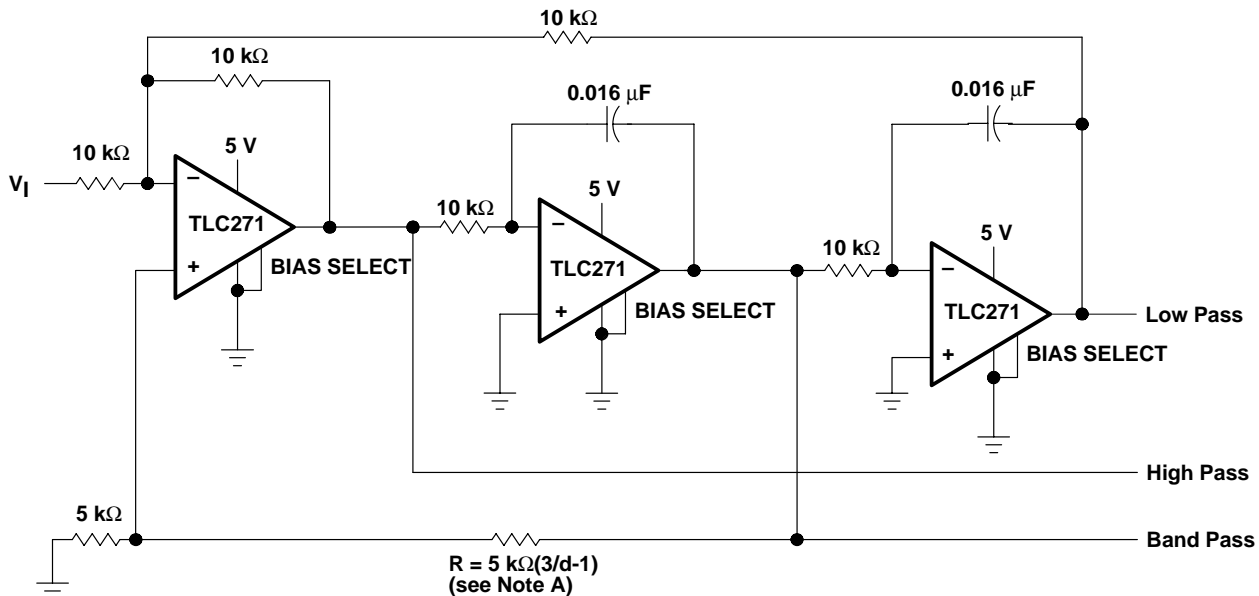 10 kΩ
10 kΩ
0.016 µF
0.016 µF
10 kΩ
5 V
VI
TLC271
–
+
BIAS SELECT
10 kΩ
5 V
TLC271
–
+
BIAS SELECT
10 kΩ
5 V
TLC271
–
+
BIAS SELECT
Low Pass
High Pass
5 kΩ
Band Pass
R = 5 kΩ(3/d-1)
(see Note A)